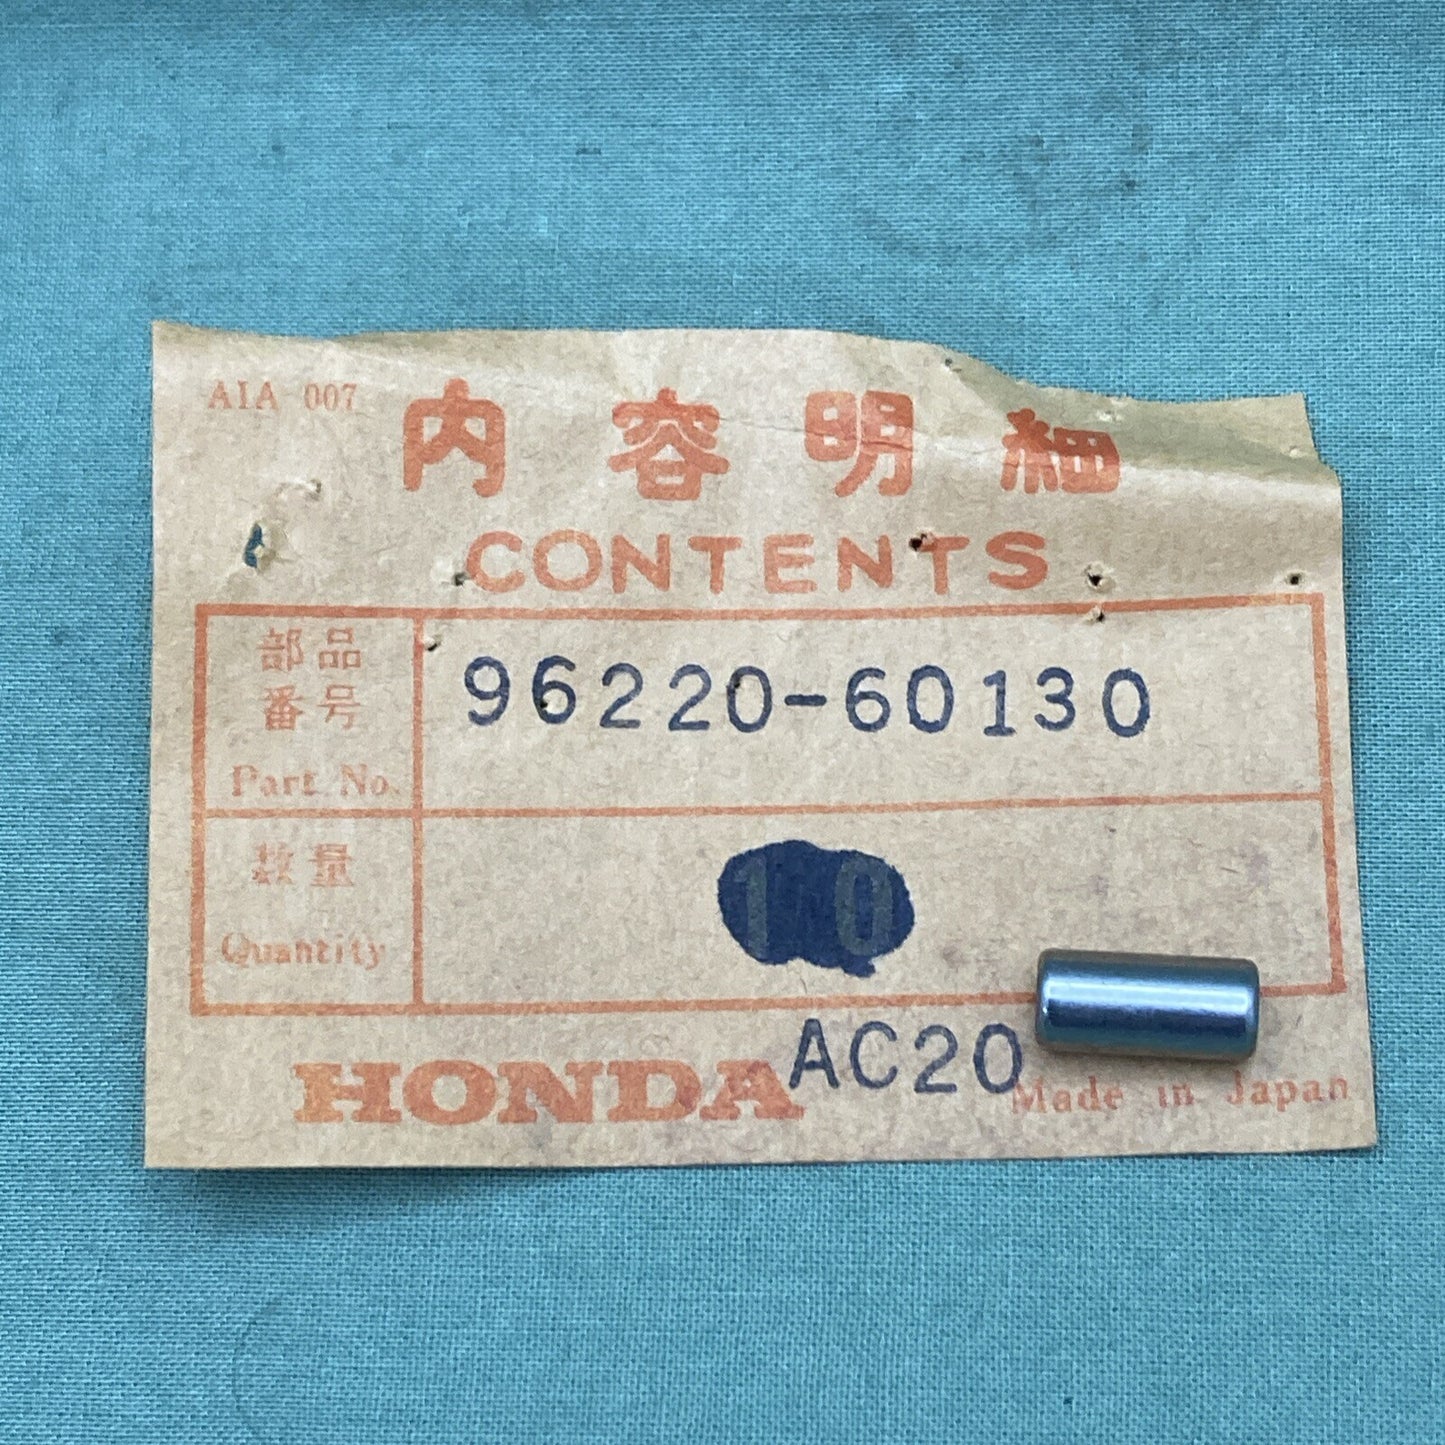 AIA 007
内容明細
CONTENTS
部品
番号
Part No.
96220-60130
数量
Quantity
10
HONDA
AC20
Made in Japan